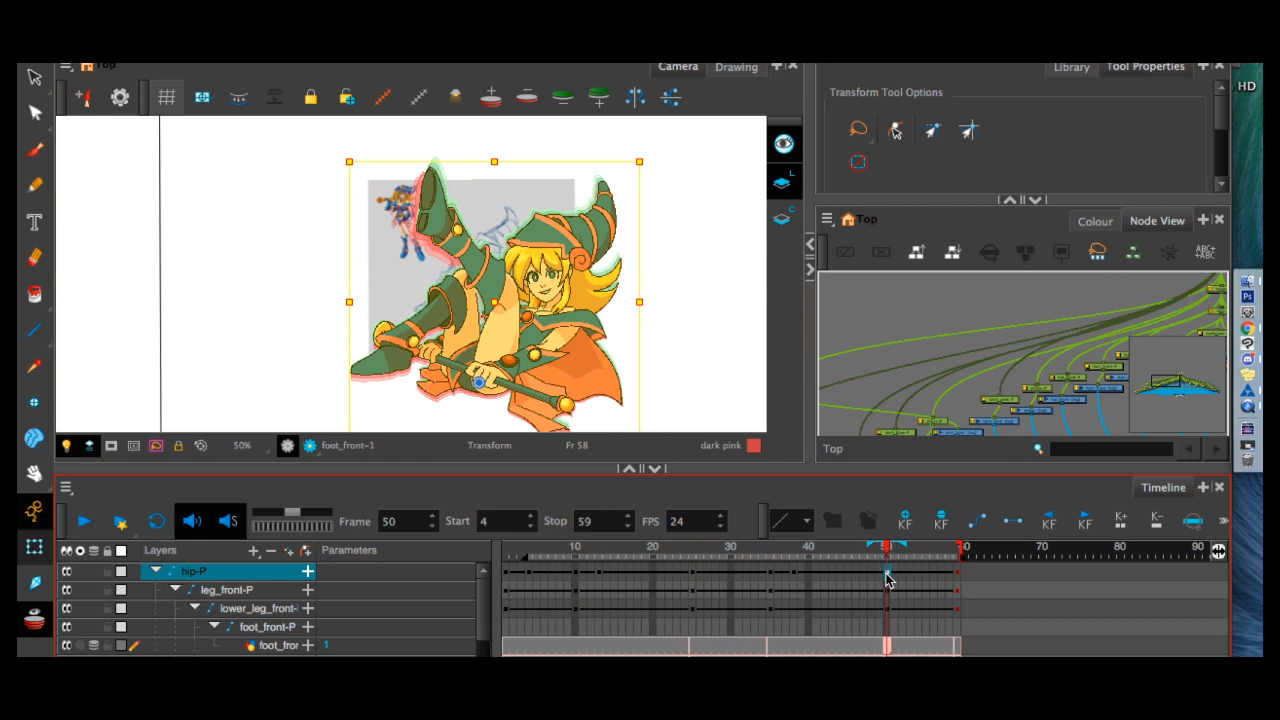 Top
Camera
Drawing
Library
Tool Properties
HD
Transform Tool Options
L
C
Top
Colour
Node View
ABC+
+ABC
T
50%
foot_front-1
Transform
Fr 58
dark pink
Top
Timeline
Frame
50
Start
4
Stop
59
FPS
24
KF
KF
KF
KF
K+
K-
Layers
Parameters
10
20
30
40
70
80
90
hip-P
leg_front-P
lower_leg_front-
foot_front-P
foot_fror
1